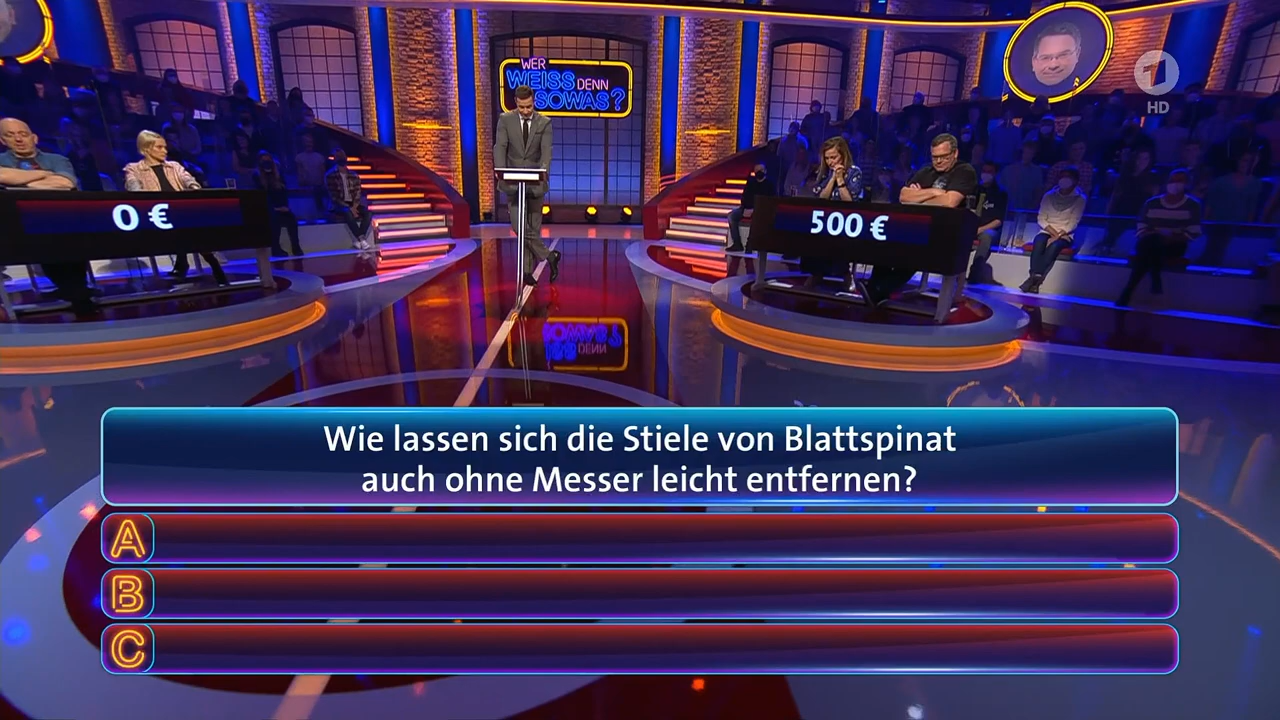 WER
WEISS DENN
SOWAS?
1
HD
0 €
500 €
Wie lassen sich die Stiele von Blattspinat
auch ohne Messer leicht entfernen?
A
B
C